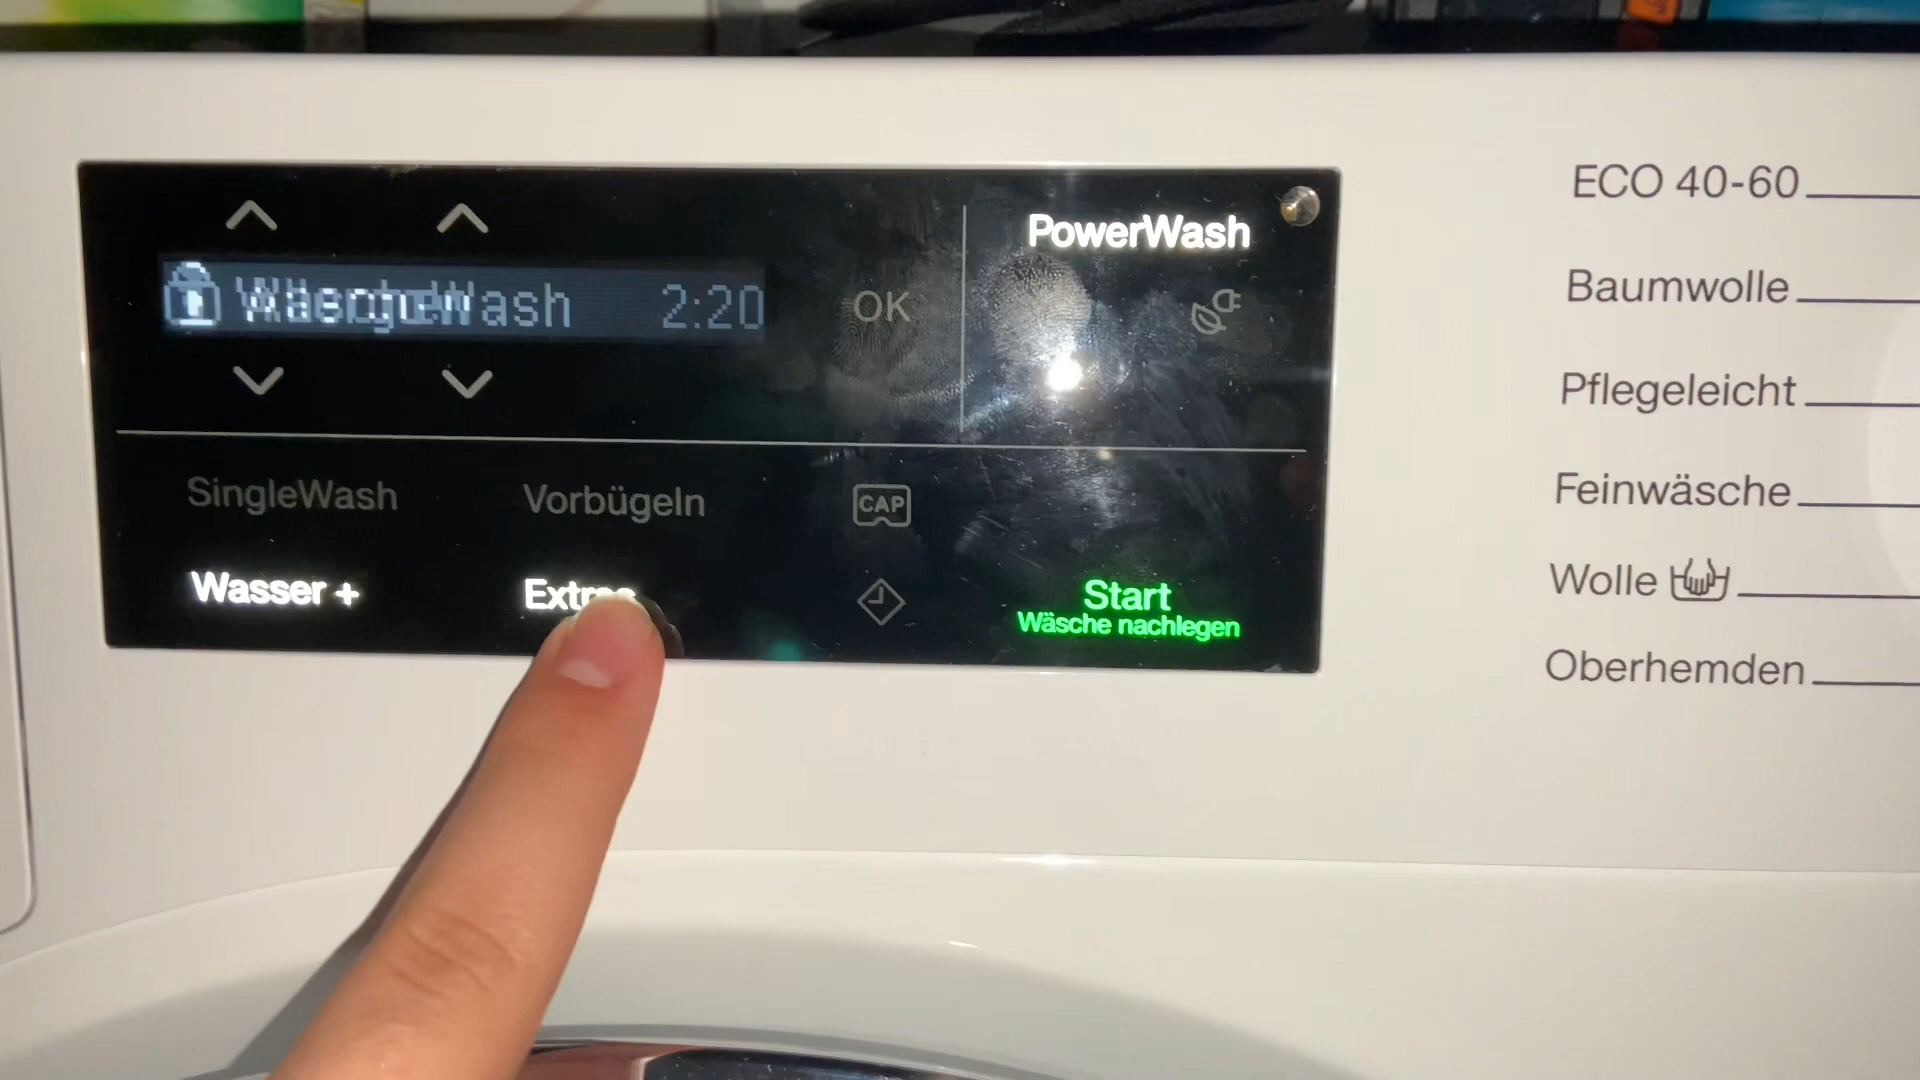 PowerWash
2:20
OK
SingleWash
Vorbügeln
CAP
Wasser +
Extras
Start
Wäsche nachlegen
ECO 40-60
Baumwolle
Pflegeleicht
Feinwäsche
Wolle
Oberhemden